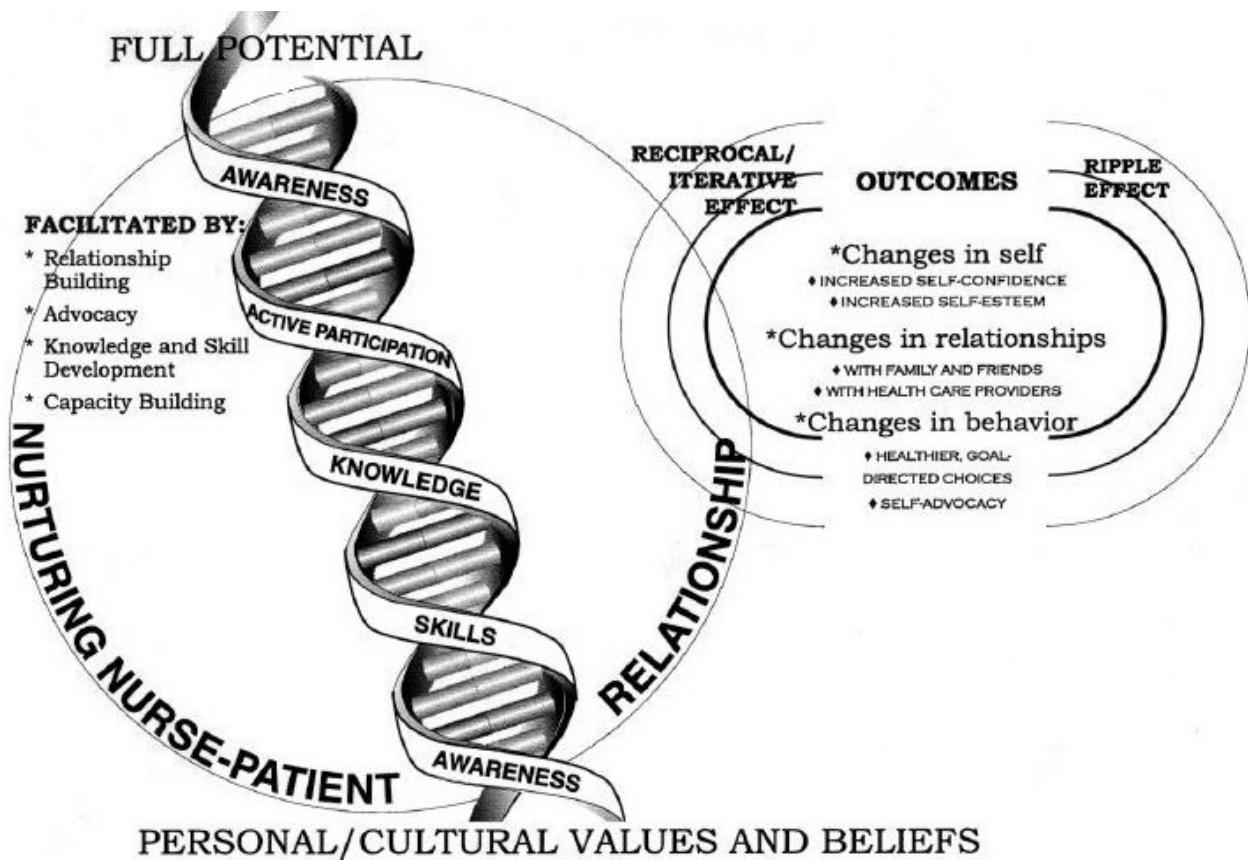 FULL POTENTIAL
AWARENESS
FACILITATED BY:
* Relationship
Building
* Advocacy
* Knowledge and Skill
Development
* Capacity Building
ACTIVE PARTICIPATION
KNOWLEDGE
SKILLS
AWARENESS
NURTURING NURSE-PATIENT
RELATIONSHIP
PERSONAL/CULTURAL VALUES AND BELIEFS
RECIPROCAL/
ITERATIVE
EFFECT
OUTCOMES
RIPPLE
EFFECT
*Changes in self
♦ INCREASED SELF-CONFIDENCE
♦ INCREASED SELF-ESTEEM
*Changes in relationships
♦ WITH FAMILY AND FRIENDS
♦ WITH HEALTH CARE PROVIDERS
*Changes in behavior
♦ HEALTHIER, GOAL-
DIRECTED CHOICES
♦ SELF-ADVOCACY